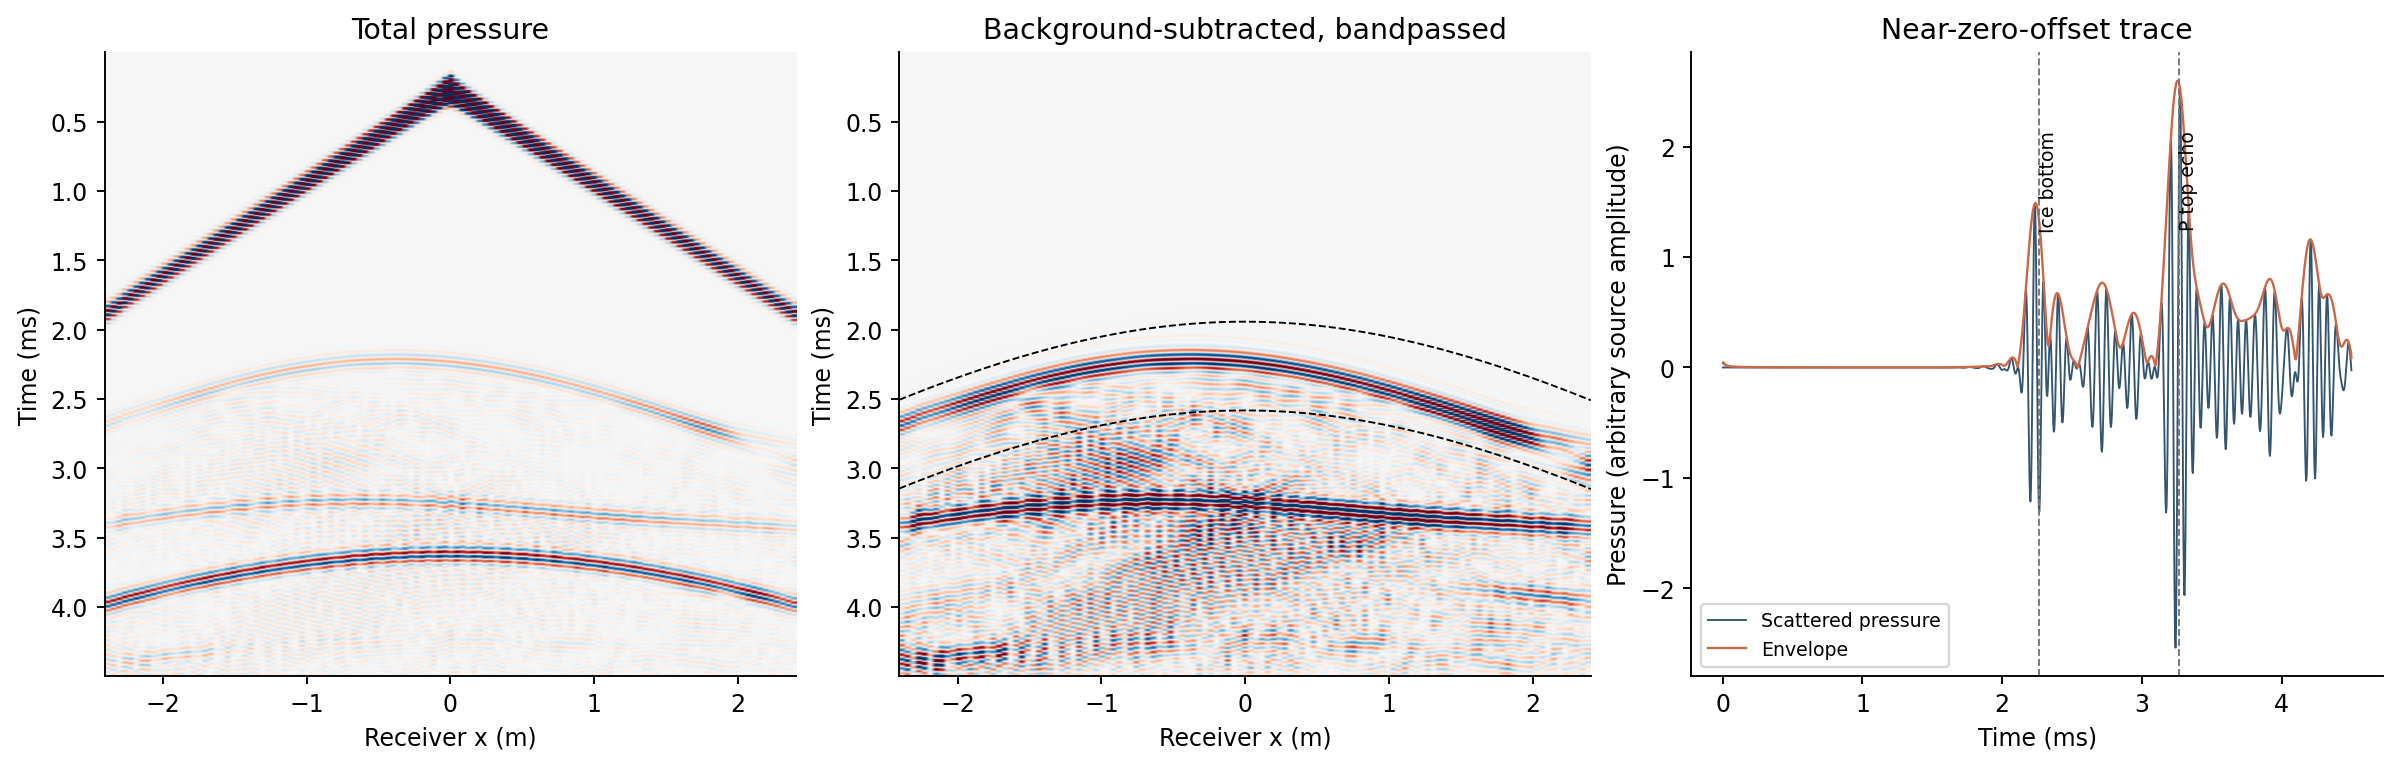 Total pressure
Time (ms)
0.5
1.0
1.5
2.0
2.5
3.0
3.5
4.0
−2
−1
0
1
2
Receiver x (m)
Background-subtracted, bandpassed
Time (ms)
0.5
1.0
1.5
2.0
2.5
3.0
3.5
4.0
−2
−1
0
1
2
Receiver x (m)
Near-zero-offset trace
Pressure (arbitrary source amplitude)
2
1
0
−1
−2
Ice bottom
P top echo
Scattered pressure
Envelope
0
1
2
3
4
Time (ms)